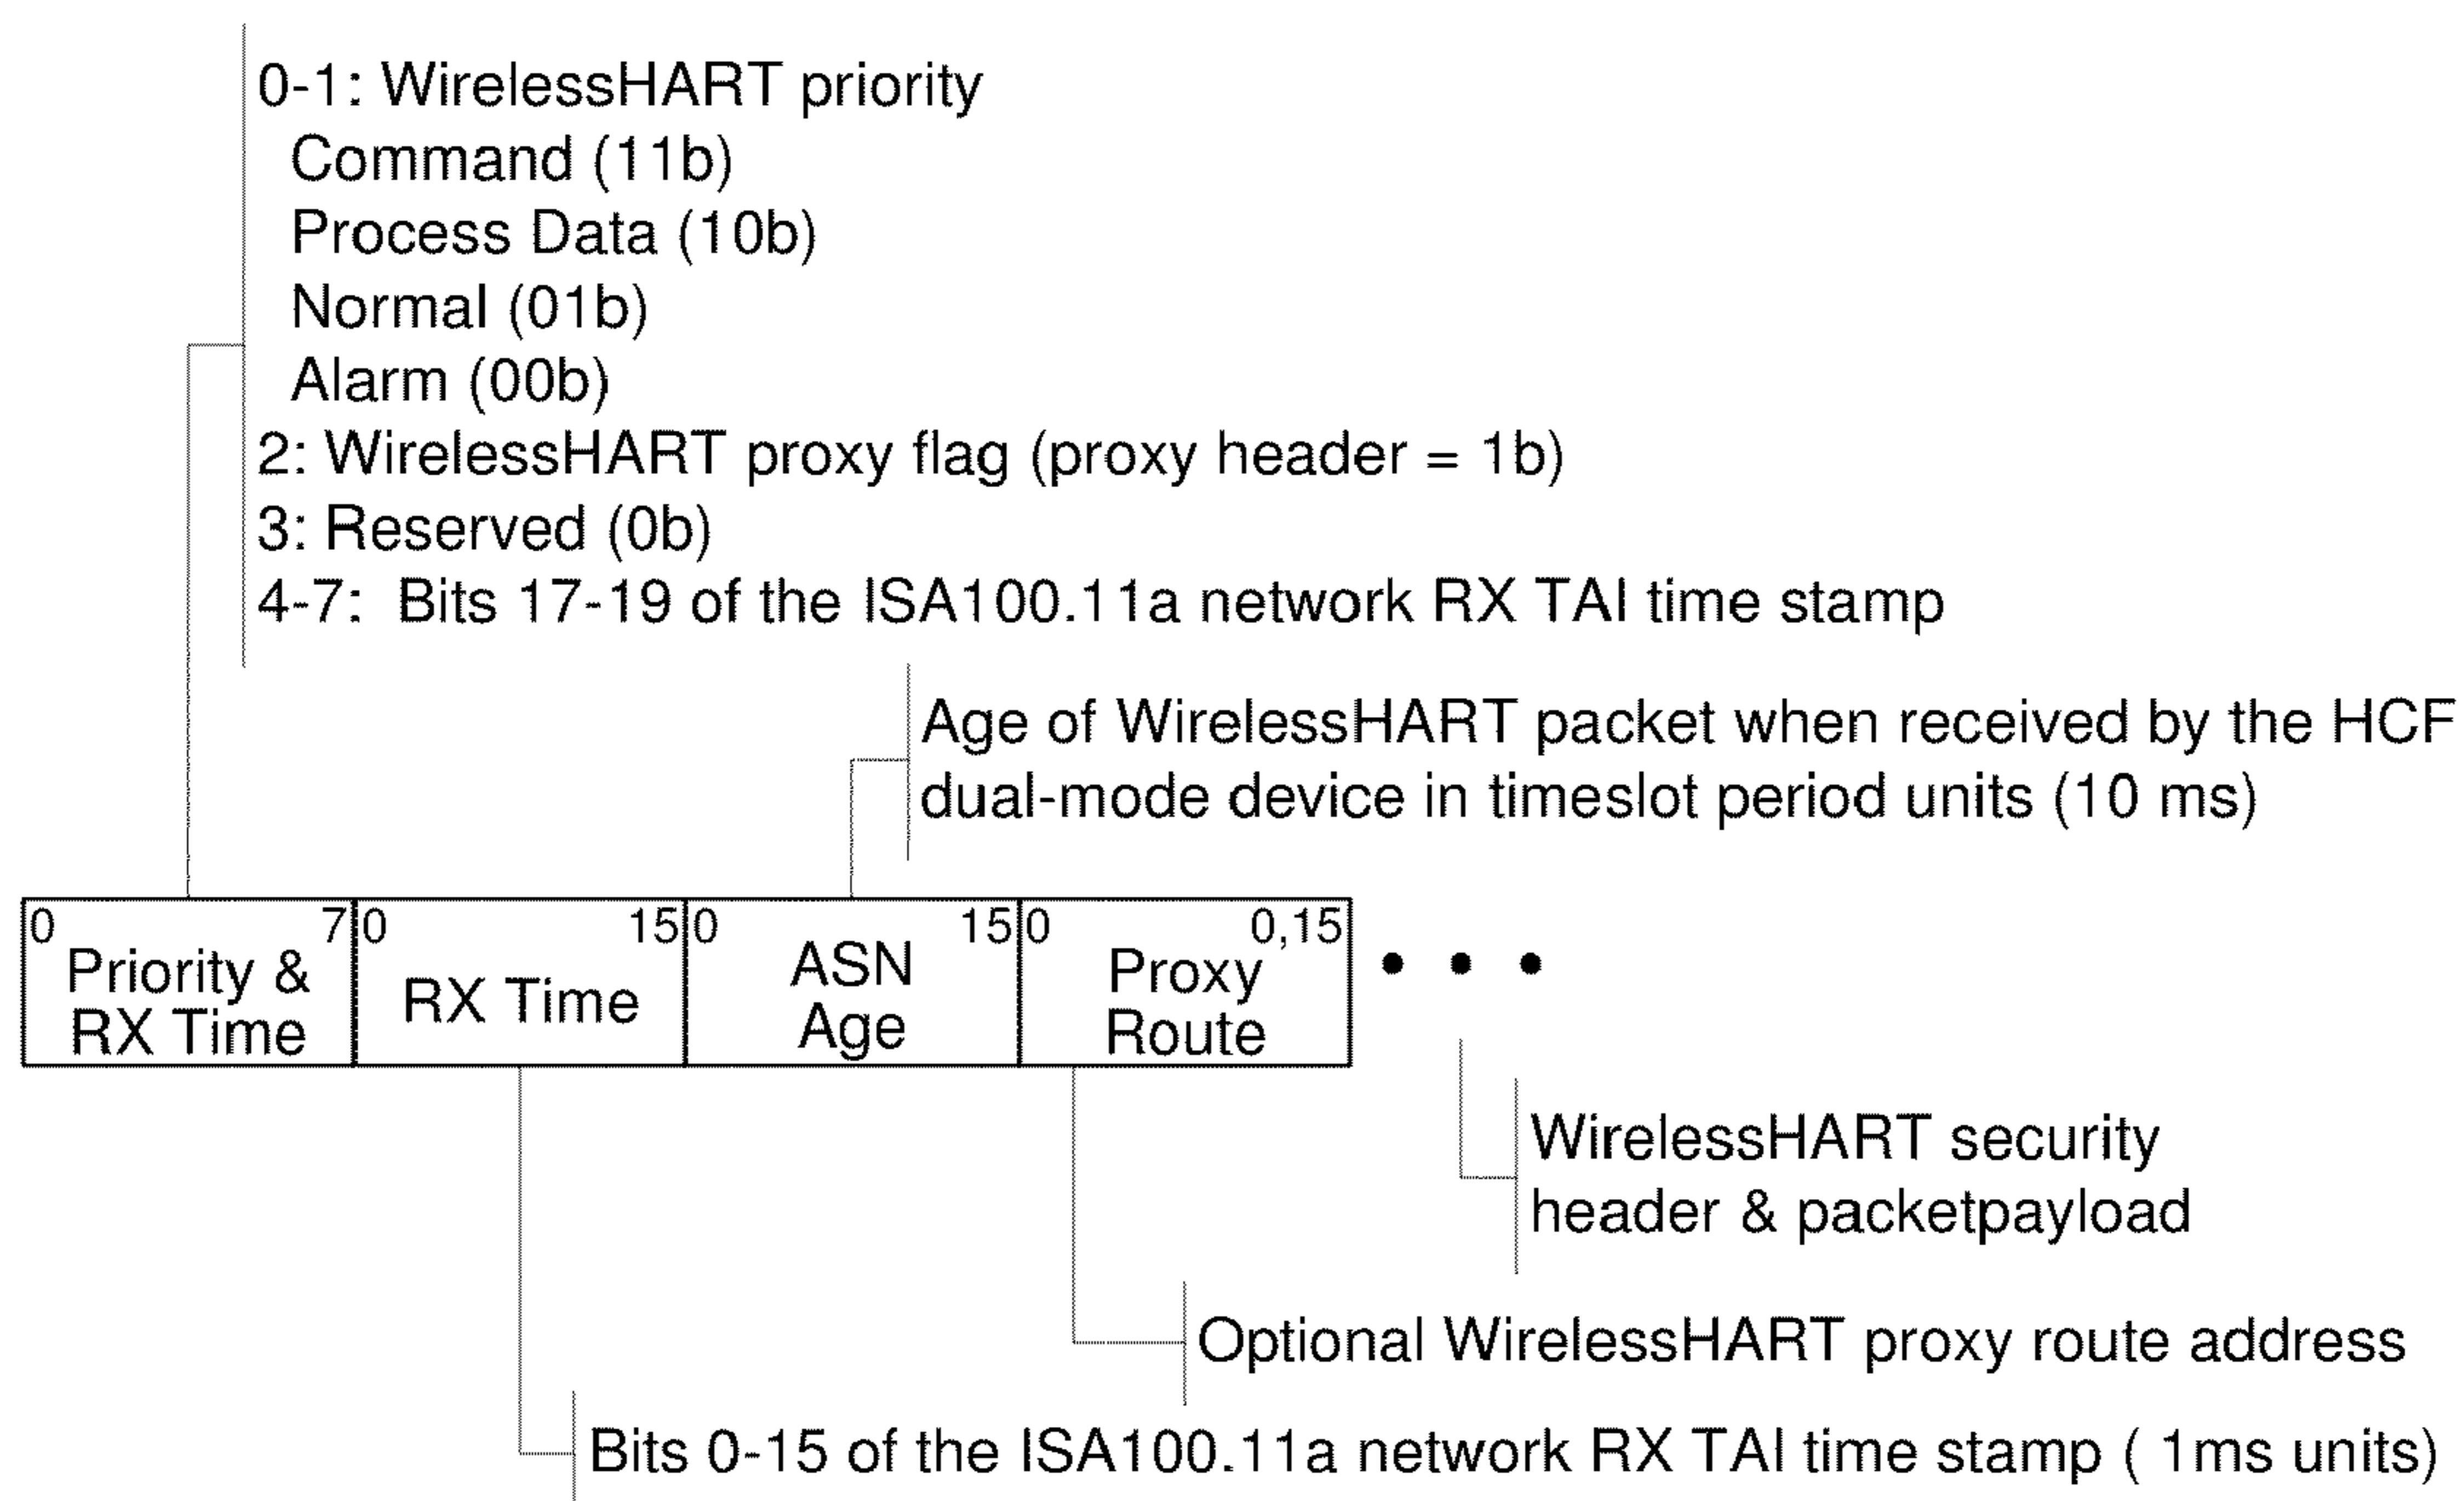 0-1: WirelessHART priority
Command (11b)
Process Data (10b)
Normal (01b)
Alarm (00b)
2: WirelessHART proxy flag (proxy header = 1b)
3: Reserved (0b)
4-7: Bits 17-19 of the ISA100.11a network RX TAI time stamp
Age of WirelessHART packet when received by the HCF
dual-mode device in timeslot period units (10 ms)
0 7 0 15 0 15 0 0,15
Priority &
RX Time
RX Time
ASN
Age
Proxy
Route
• • •
WirelessHART security
header & packetpayload
Optional WirelessHART proxy route address
Bits 0-15 of the ISA100.11a network RX TAI time stamp ( 1ms units)